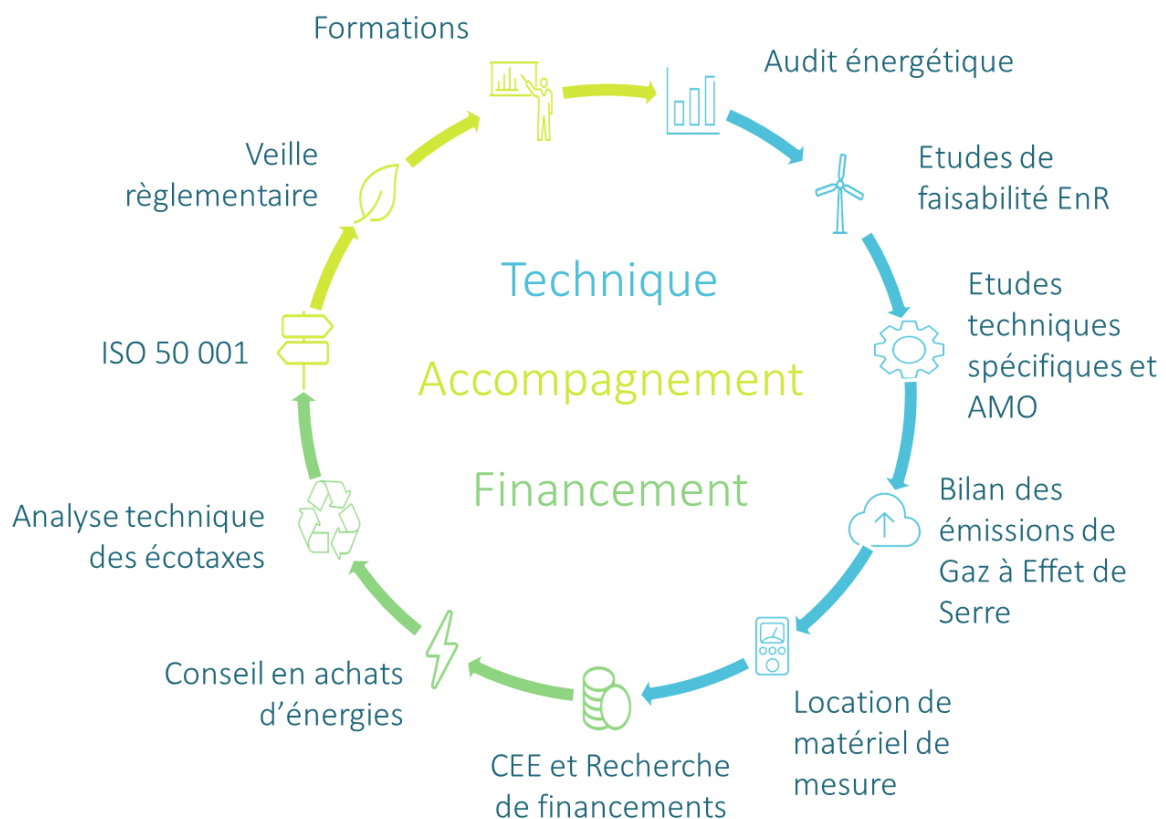 Formations
Audit énergétique
Etudes de
faisabilité EnR
Etudes
techniques
spécifiques et
AMO
Bilan des
émissions de
Gaz à Effet de
Serre
Location de
matériel de
mesure
CEE et Recherche
de financements
Conseil en achats
d’énergies
Analyse technique
des écotaxes
ISO 50 001
Veille
règlementaire
Technique
Accompagnement
Financement